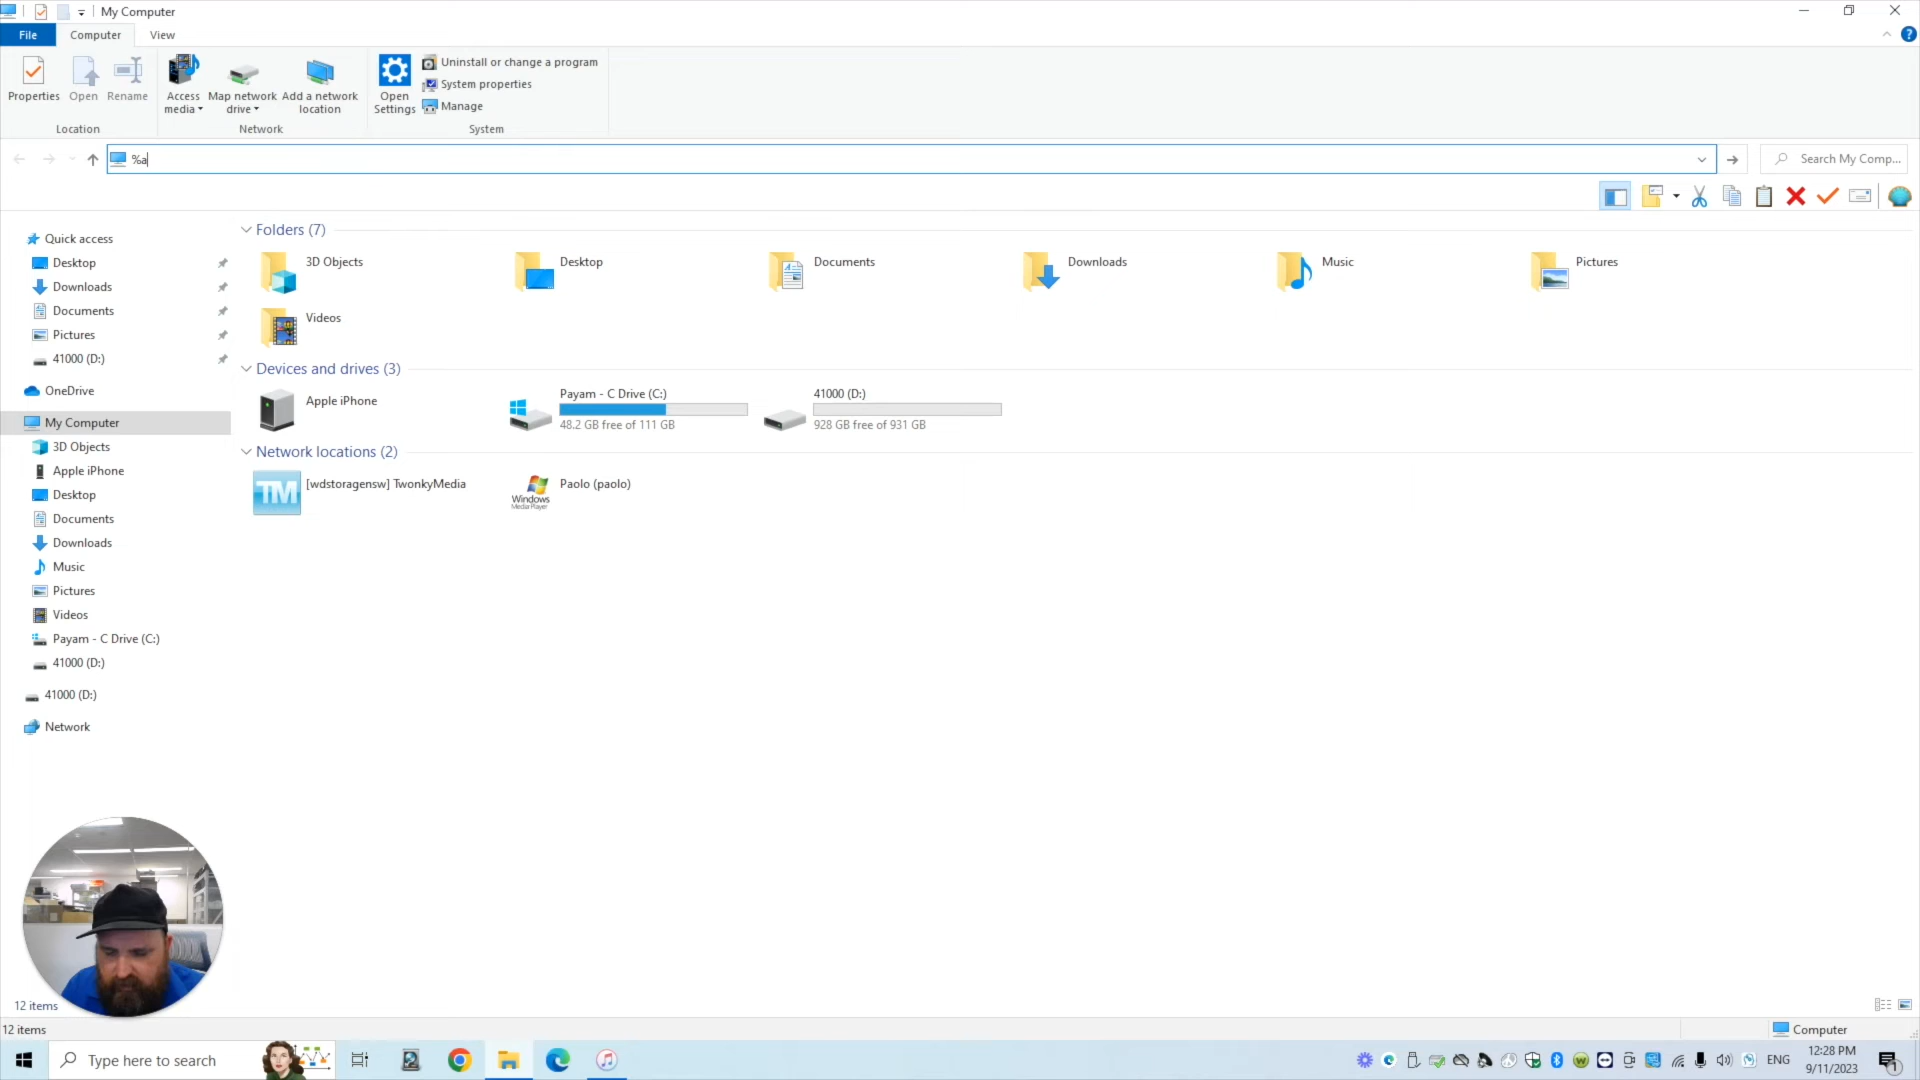 My Computer
File
Computer
View
Properties
Open
Rename
Access media
Map network drive
Add a network location
Open Settings
Uninstall or change a program
System properties
Manage
Location
Network
System
%a
Search My Comp...
Quick access
Desktop
Downloads
Documents
Pictures
41000 (D:)
OneDrive
My Computer
3D Objects
Apple iPhone
Desktop
Documents
Downloads
Music
Pictures
Videos
Payam - C Drive (C:)
41000 (D:)
41000 (D:)
Network
Folders (7)
3D Objects
Desktop
Documents
Downloads
Music
Pictures
Videos
Devices and drives (3)
Apple iPhone
Payam - C Drive (C:)
48.2 GB free of 111 GB
41000 (D:)
928 GB free of 931 GB
Network locations (2)
TM
[wdstoragensw] TwonkyMedia
Windows
Media Player
Paolo (paolo)
12 items
12 items
Computer
Type here to search
ENG
12:28 PM
9/11/2023
1